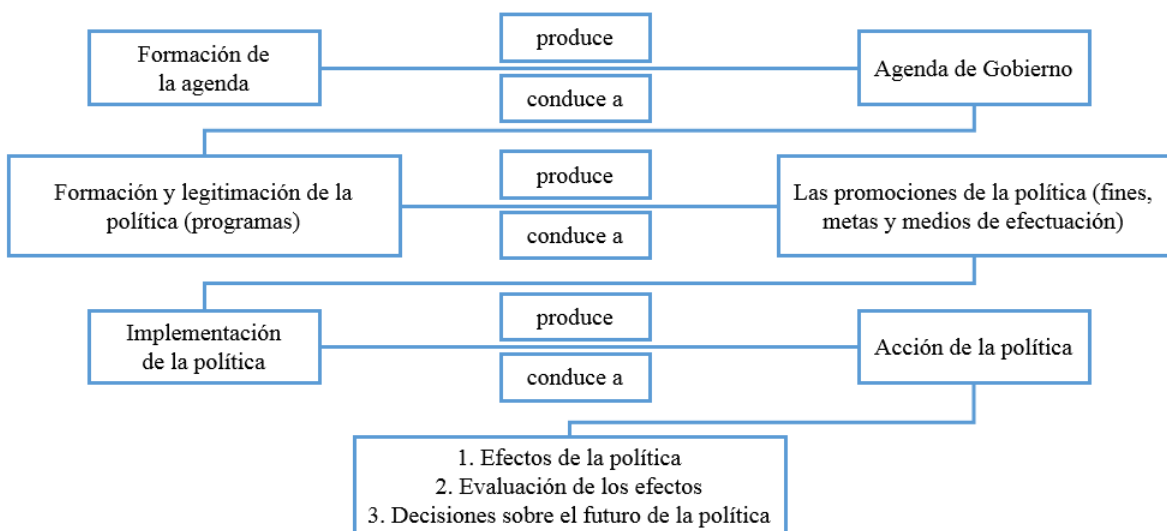 produce
Formación de
la agenda
Agenda de Gobierno
conduce a
produce
Formación y legitimación de la
política (programas)
Las promociones de la política (fines,
metas y medios de efectuación)
conduce a
produce
Implementación
de la política
Acción de la política
conduce a
1. Efectos de la política
2. Evaluación de los efectos
3. Decisiones sobre el futuro de la política